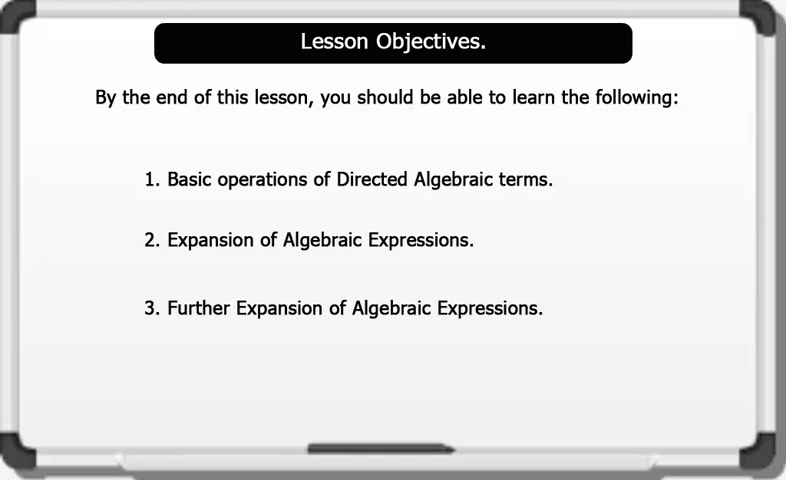 Lesson Objectives.
By the end of this lesson, you should be able to learn the following:
1. Basic operations of Directed Algebraic terms.
2. Expansion of Algebraic Expressions.
3. Further Expansion of Algebraic Expressions.